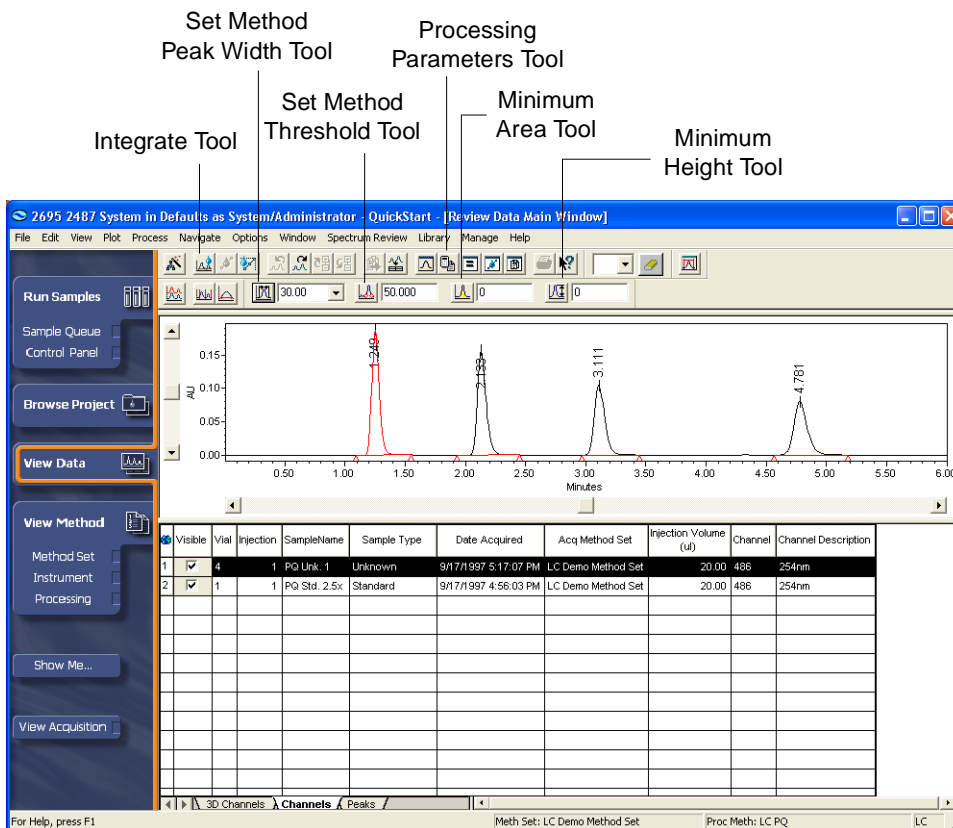 Set Method
Peak Width Tool
Processing
Parameters Tool
Set Method
Threshold Tool
Minimum
Area Tool
Integrate Tool
Minimum
Height Tool
2695 2487 System in Defaults as System/Administrator - QuickStart - [Review Data Main Window]
File Edit View Plot Process Navigate Options Window Spectrum Review Library Manage Help
30.00 50.000 0 0
Run Samples
Sample Queue
Control Panel
Browse Project
View Data
View Method
Method Set
Instrument
Processing
Show Me...
View Acquisition
AU
0.15
0.10
0.05
0.00
1.249
2.133
3.111
4.781
0.50 1.00 1.50 2.00 2.50 3.00 3.50 4.00 4.50 5.00 5.50 6.00
Minutes
Visible Vial Injection SampleName Sample Type Date Acquired Acq Method Set Injection Volume (ul) Channel Channel Description
1 4 1 PQ Unk. 1 Unknown 9/17/1997 5:17:07 PM LC Demo Method Set 20.00 486 254nm
2 1 1 PQ Std. 2.5x Standard 9/17/1997 4:56:03 PM LC Demo Method Set 20.00 486 254nm
3D Channels Channels Peaks
For Help, press F1 Meth Set: LC Demo Method Set Proc Meth: LC PQ LC